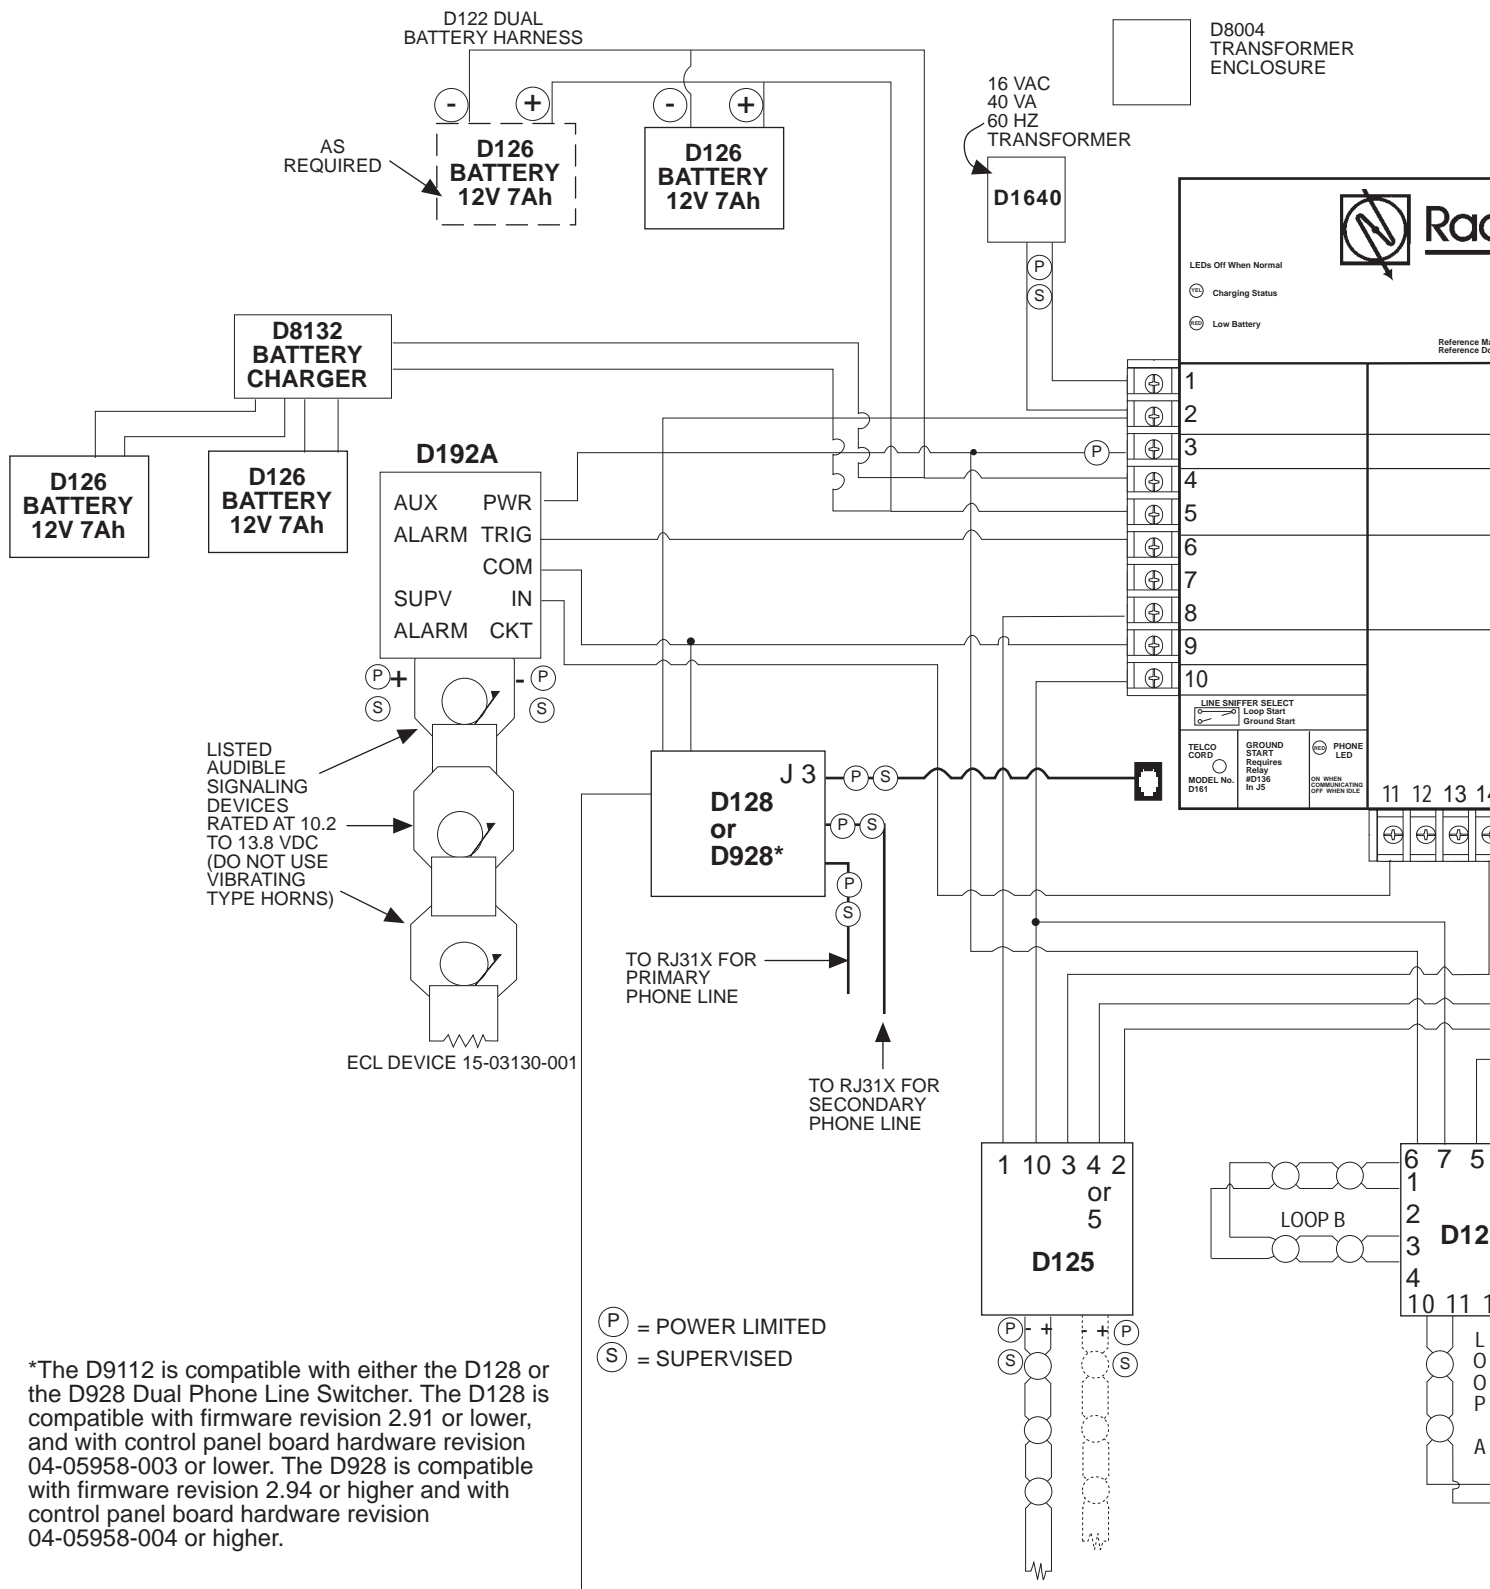 D122 DUAL
BATTERY HARNESS
D8004
TRANSFORMER
ENCLOSURE
16 VAC
40 VA
60 HZ
TRANSFORMER
- + - +
AS
REQUIRED
D126
BATTERY
12V 7Ah
D126
BATTERY
12V 7Ah
D1640
P
S
LEDs Off When Normal
YEL Charging Status
RED Low Battery
D8132
BATTERY
CHARGER
D126
BATTERY
12V 7Ah
D126
BATTERY
12V 7Ah
D192A
AUX PWR
ALARM TRIG
COM
SUPV IN
ALARM CKT
P +
S
- P
S
P
1
2
3
4
5
6
7
8
9
10
LINE SNIFFER SELECT
Loop Start
Ground Start
TELCO
CORD
MODEL No.
D161
GROUND
START
Requires
Relay
#D136
In J5
RED PHONE
LED
ON WHEN
COMMUNICATING
OFF WHEN IDLE
11 12 13
LISTED
AUDIBLE
SIGNALING
DEVICES
RATED AT 10.2
TO 13.8 VDC
(DO NOT USE
VIBRATING
TYPE HORNS)
ECL DEVICE 15-03130-001
J 3
D128
or
D928*
P S
P S
P
S
TO RJ31X FOR
PRIMARY
PHONE LINE
TO RJ31X FOR
SECONDARY
PHONE LINE
1 10 3 4 2
or
5
D125
P - +
S
- + P
S
6 7 5
1
2
3
4
D12
10 11 1
LOOP B
L
O
O
P
A
P = POWER LIMITED
S = SUPERVISED
*The D9112 is compatible with either the D128 or
the D928 Dual Phone Line Switcher. The D128 is
compatible with firmware revision 2.91 or lower,
and with control panel board hardware revision
04-05958-003 or lower. The D928 is compatible
with firmware revision 2.94 or higher and with
control panel board hardware revision
04-05958-004 or higher.